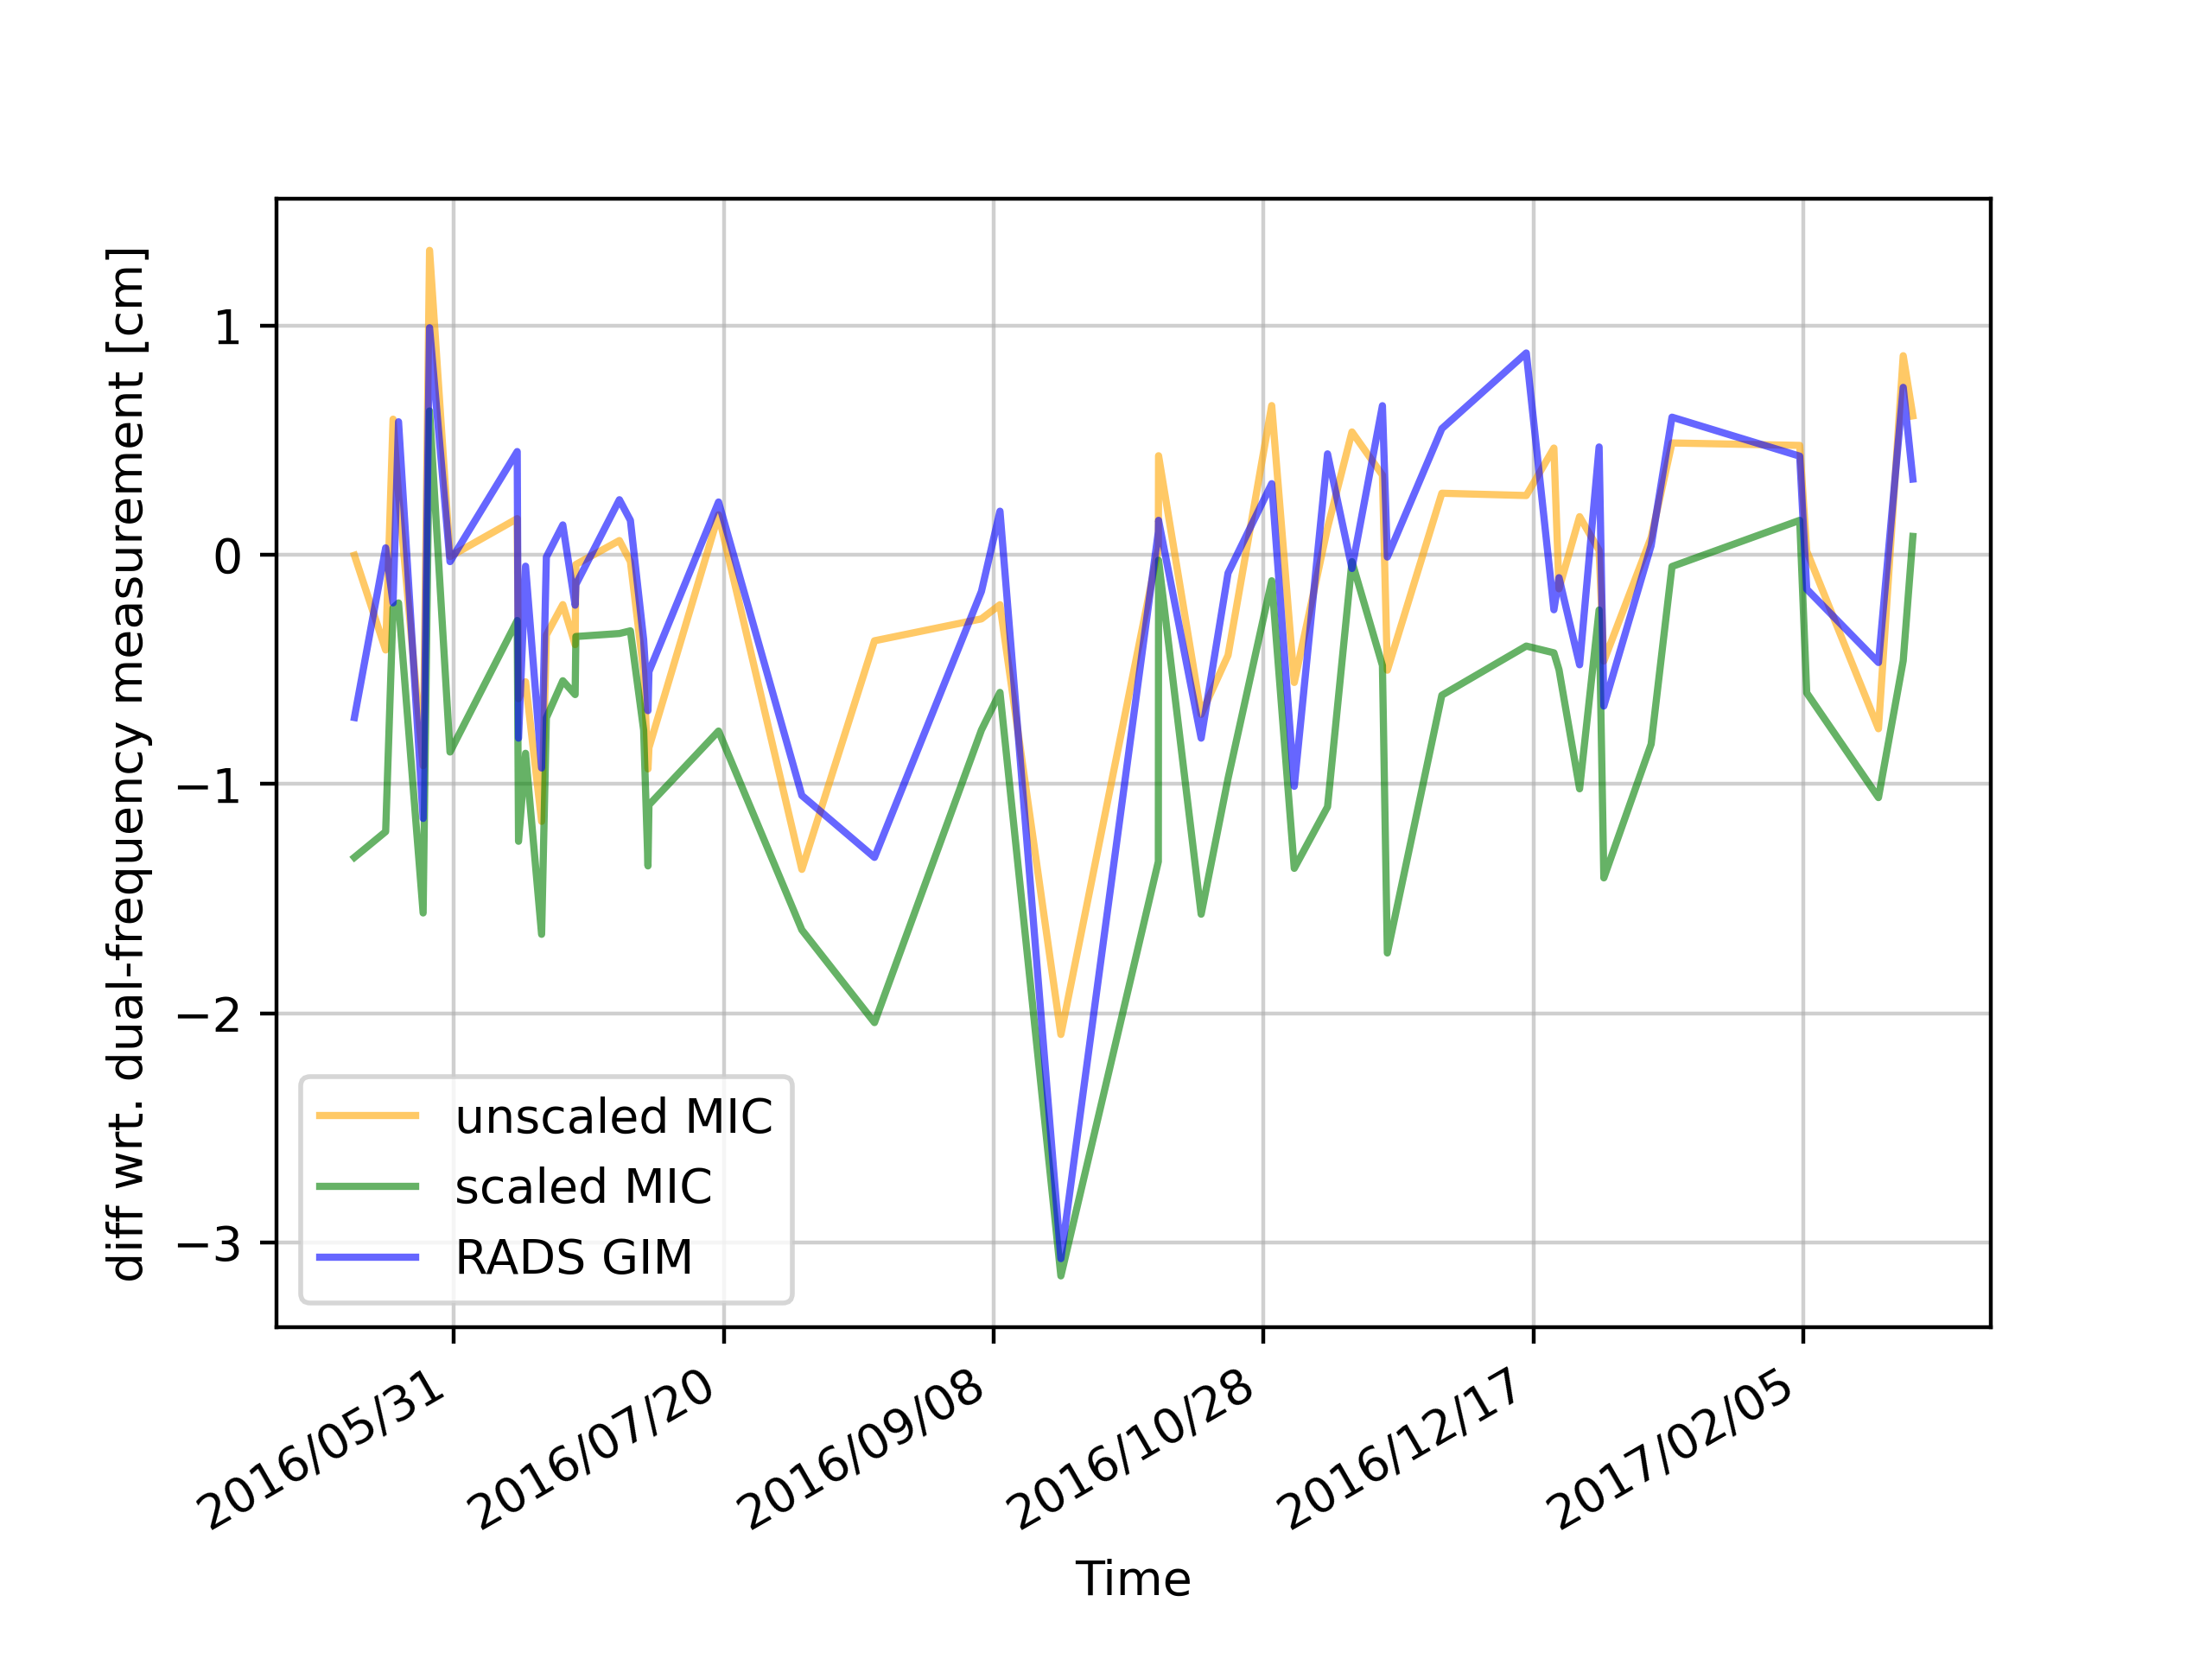 diff wrt. dual-frequency measurement [cm]
1
0
−1
−2
−3
unscaled MIC
scaled MIC
RADS GIM
2016/05/31
2016/07/20
2016/09/08
2016/10/28
2016/12/17
2017/02/05
Time